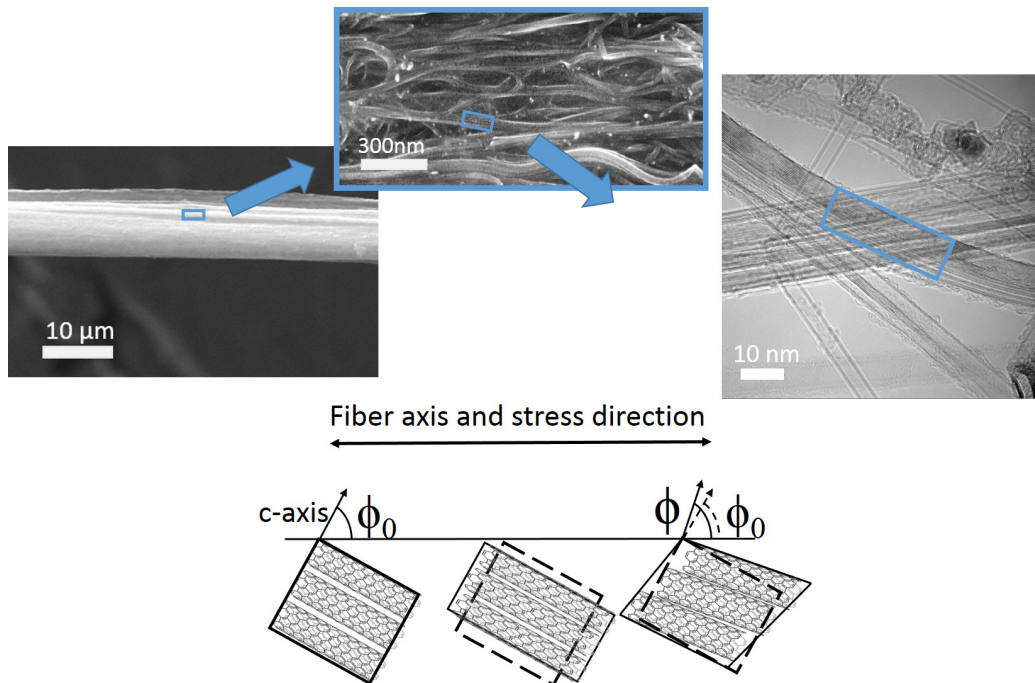 300nm
10 µm
10 nm
Fiber axis and stress direction
c-axis
ϕ₀
ϕ
ϕ₀